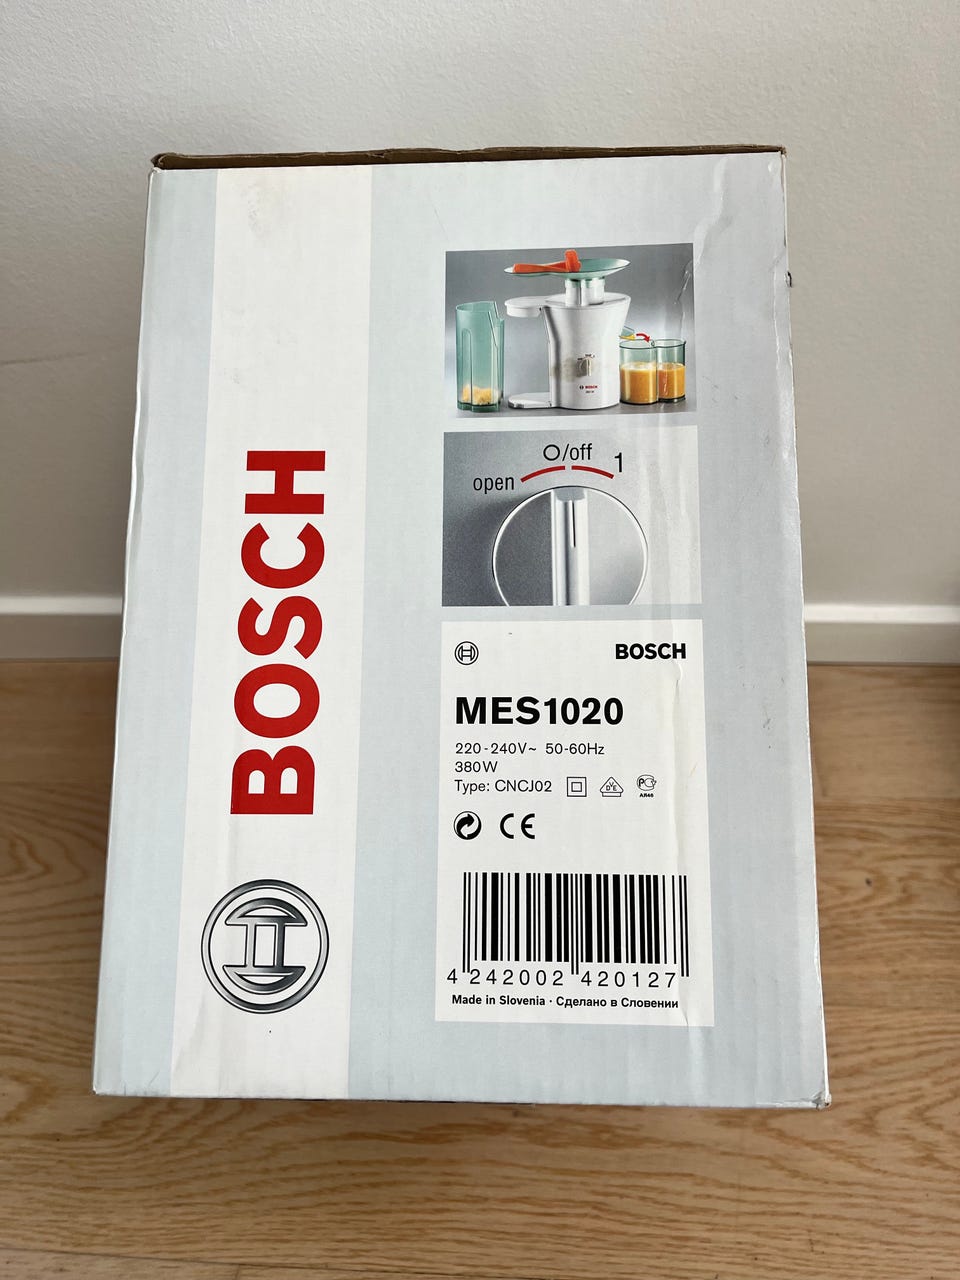 BOSCH
BOSCH
O/off
open
1
BOSCH
MES1020
220-240V~ 50-60Hz
380W
Type: CNCJ02
CE
4 242002 420127
Made in Slovenia · Сделано в Словении